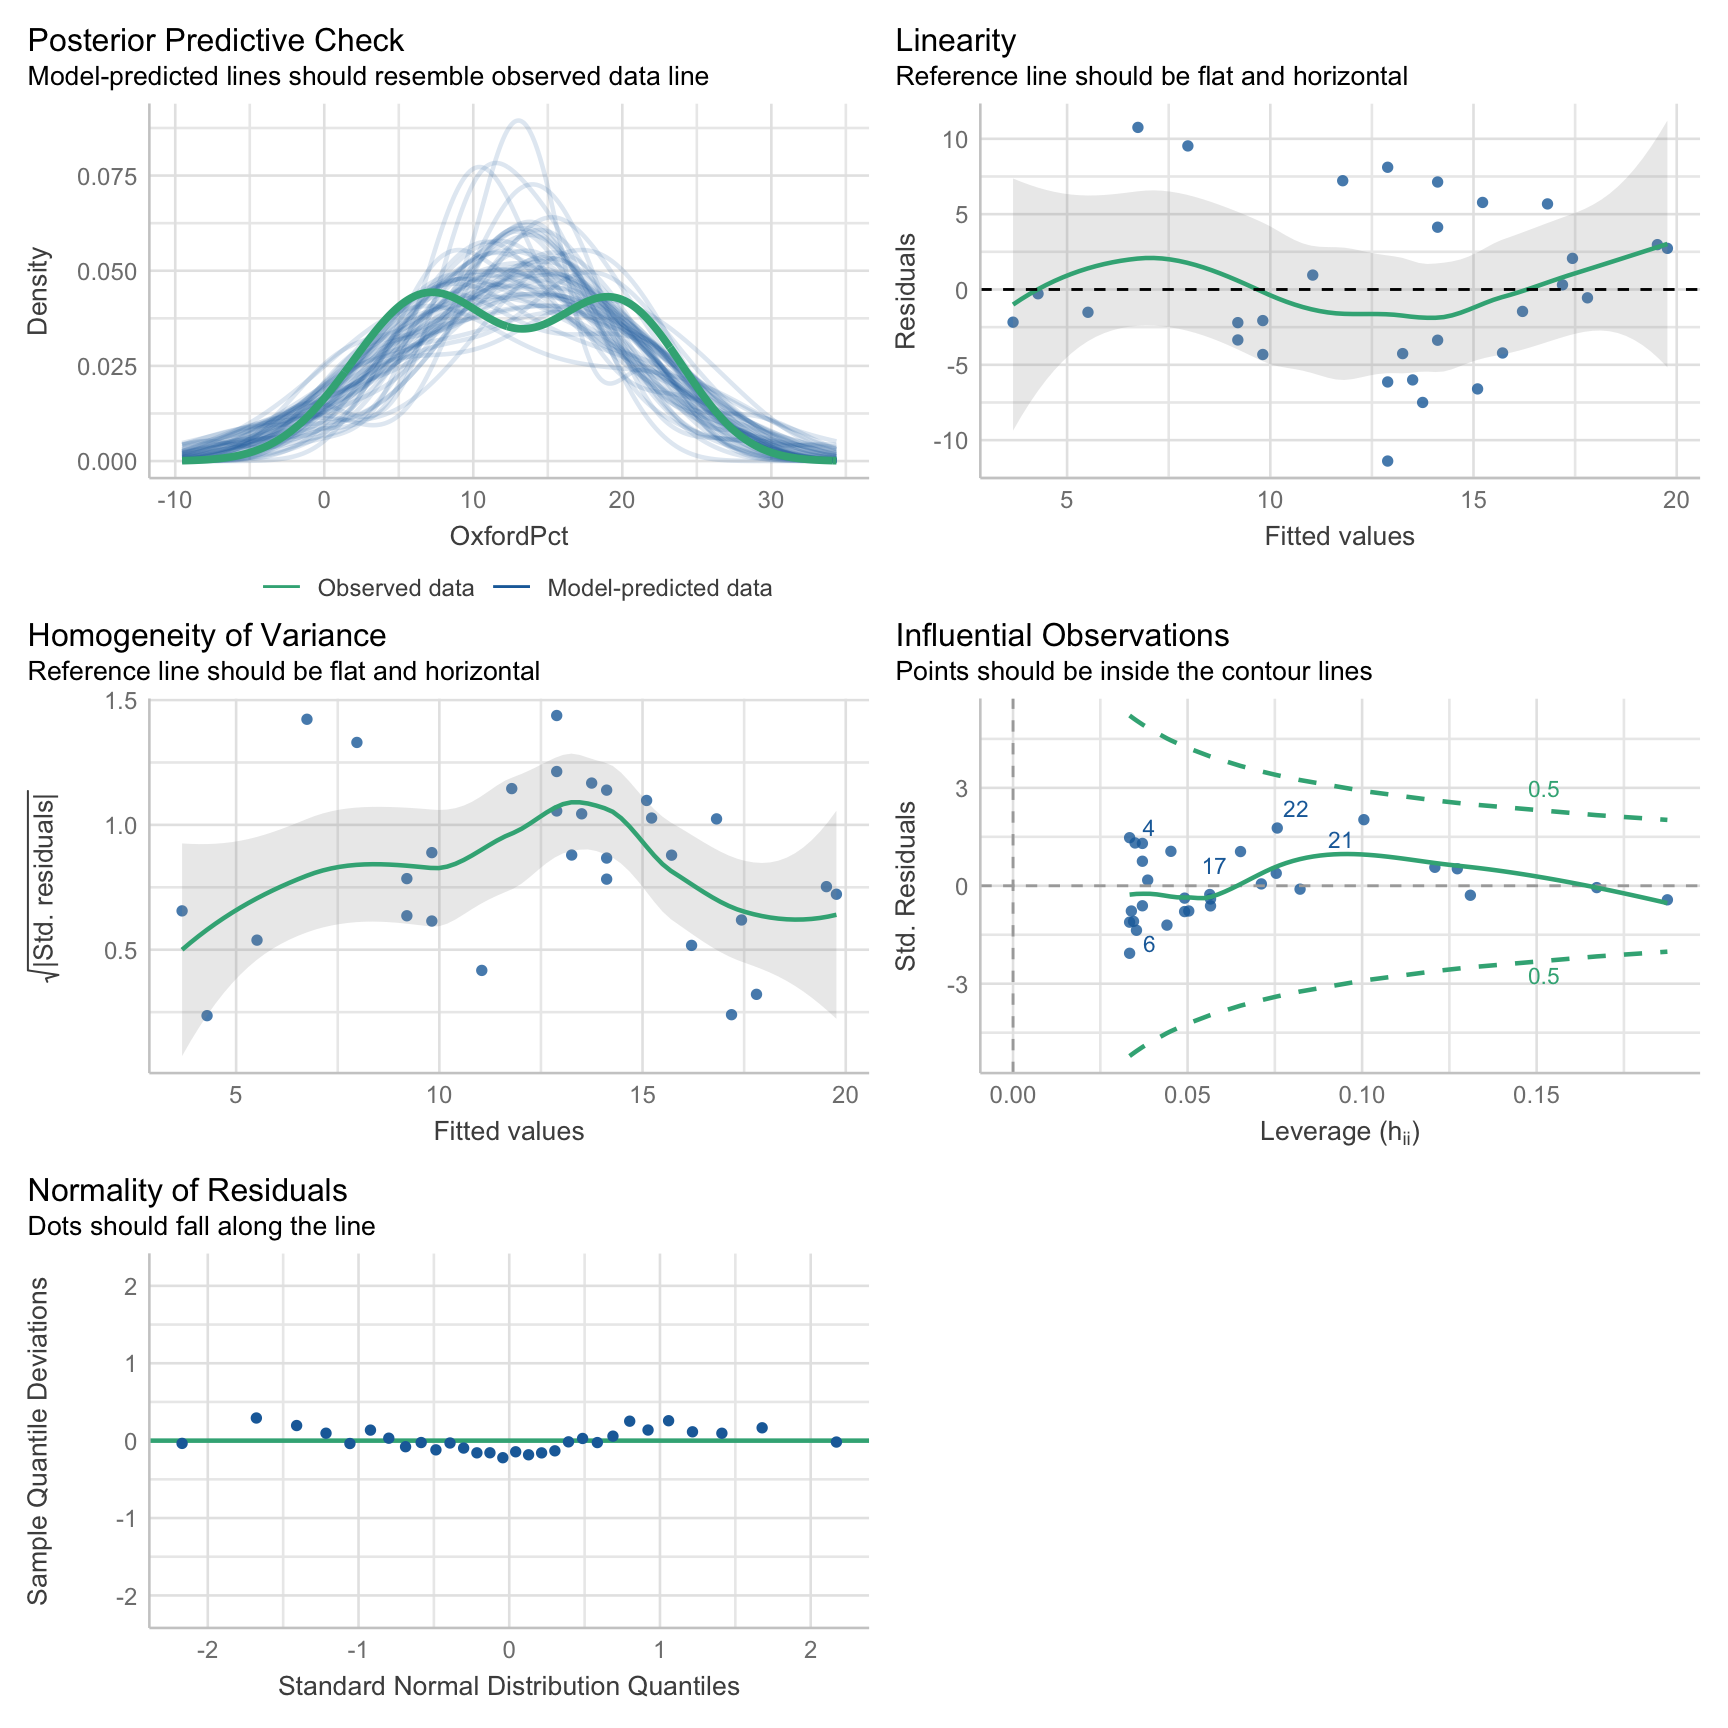 Posterior Predictive Check
Model-predicted lines should resemble observed data line
Density
0.075
0.050
0.025
0.000
-10 0 10 20 30
OxfordPct
Observed data Model-predicted data
Linearity
Reference line should be flat and horizontal
Residuals
10
5
0
-5
-10
5 10 15 20
Fitted values
Homogeneity of Variance
Reference line should be flat and horizontal
√|Std. residuals|
1.5
1.0
0.5
5 10 15 20
Fitted values
Influential Observations
Points should be inside the contour lines
Std. Residuals
3
0
-3
0.5
22
4
21
17
6
0.5
0.00 0.05 0.10 0.15
Leverage (hᵢᵢ)
Normality of Residuals
Dots should fall along the line
Sample Quantile Deviations
2
1
0
-1
-2
-2 -1 0 1 2
Standard Normal Distribution Quantiles